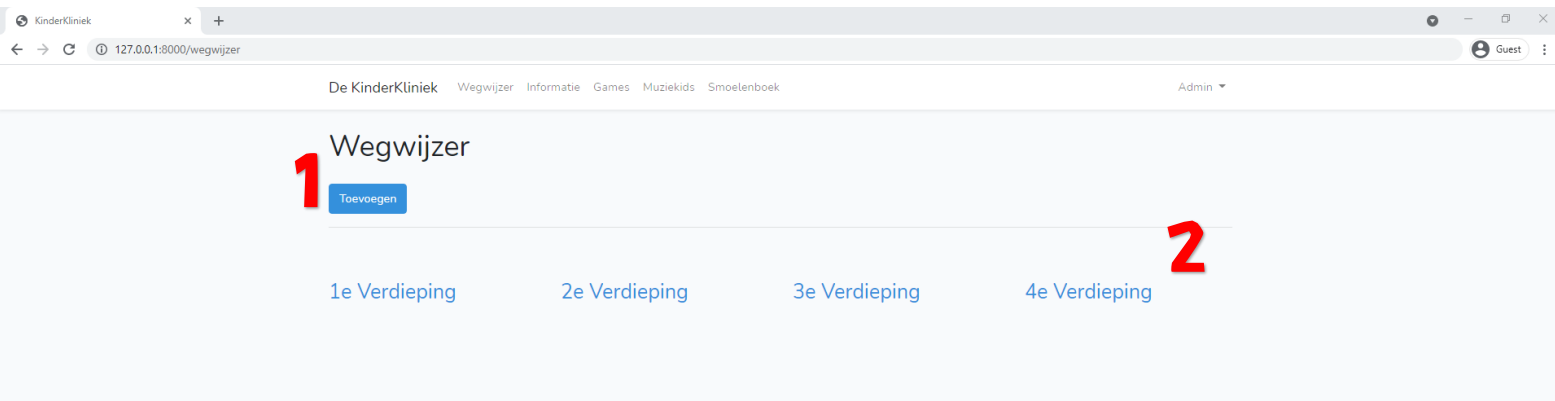 KinderKliniek
127.0.0.1:8000/wegwijzer
Guest
De KinderKliniek Wegwijzer Informatie Games Muziekids Smoelenboek Admin
Wegwijzer
1
Toevoegen
2
1e Verdieping 2e Verdieping 3e Verdieping 4e Verdieping